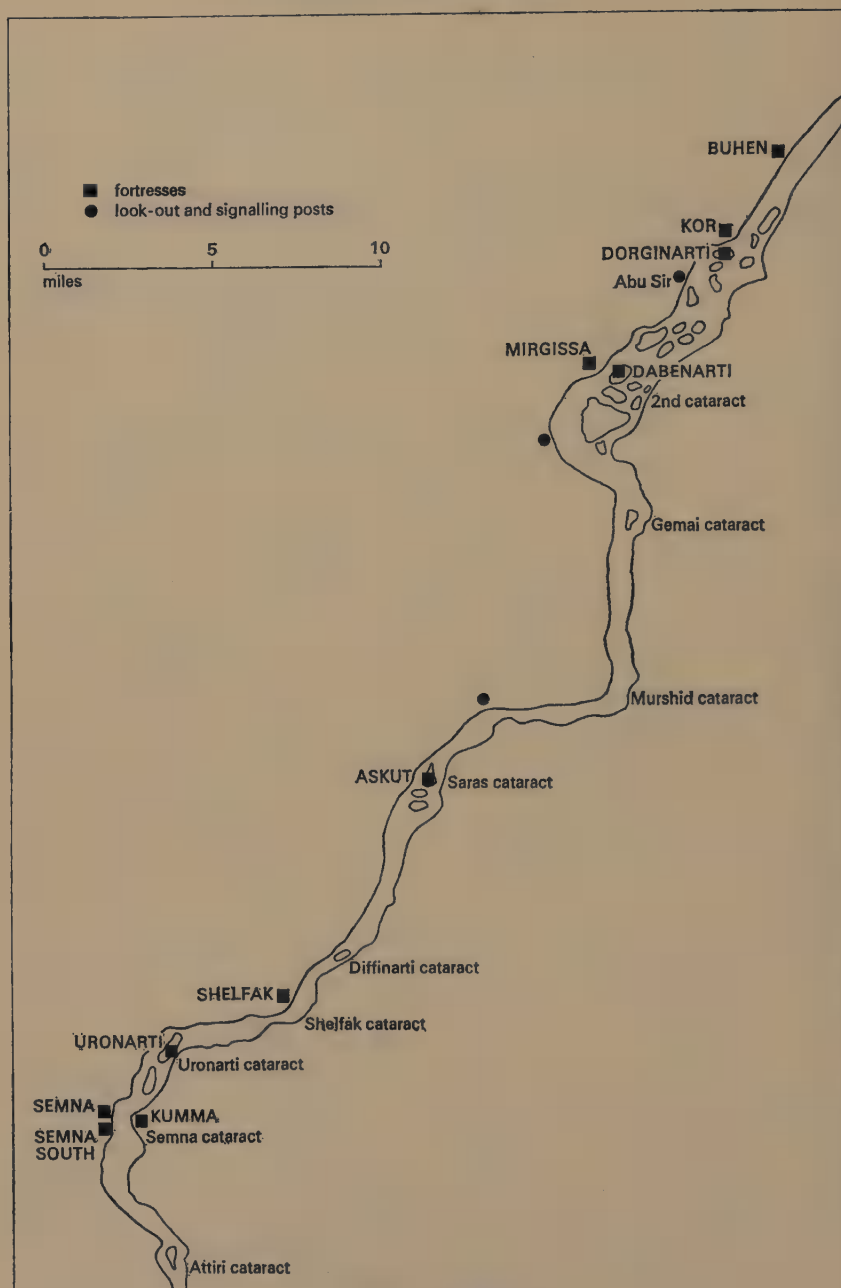 BUHEN
fortresses
look-out and signalling posts
KOR
0 5 10
miles
DORGINARTI
Abu Sir
MIRGISSA
DABENARTI
2nd cataract
Gemai cataract
Murshid cataract
ASKUT
Saras cataract
Diffinarti cataract
SHELFAK
Shelfak cataract
URONARTI
Uronarti cataract
SEMNA
KUMMA
SEMNA
SOUTH
Semna cataract
Attiri cataract